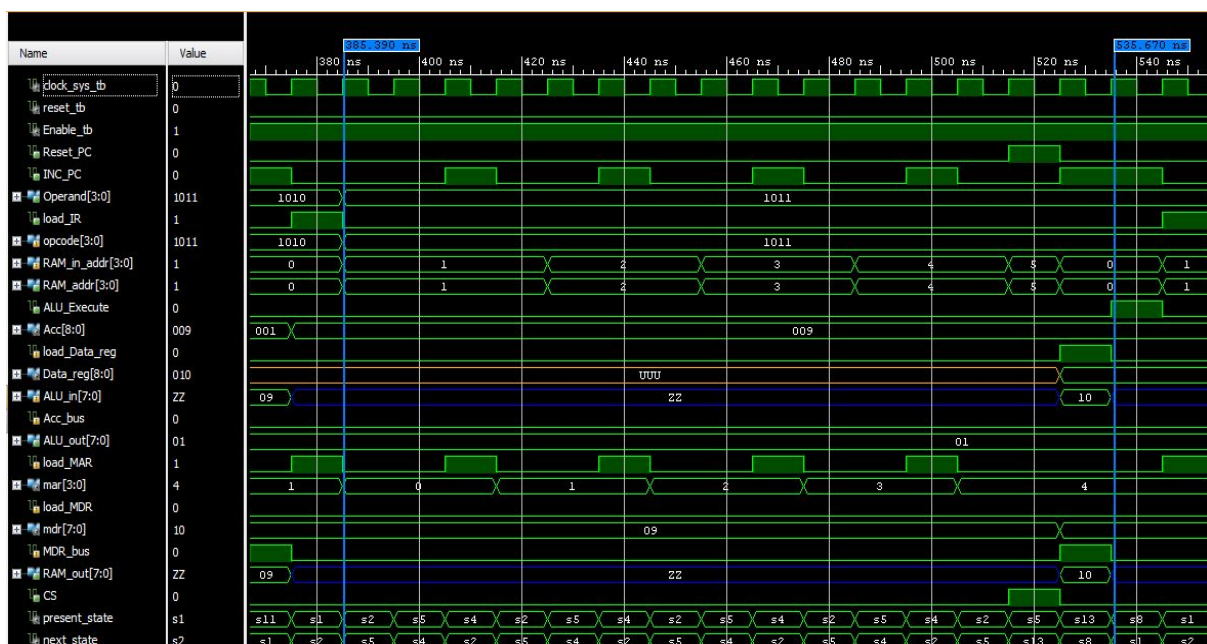 385.390 ns 535.670 ns
Name Value 380 ns 400 ns 420 ns 440 ns 460 ns 480 ns 500 ns 520 ns 540 ns
clock_sys_tb 0
reset_tb 0
Enable_tb 1
Reset_PC 0
INC_PC 0
Operand[3:0] 1011 1010 1011
load_IR 1
opcode[3:0] 1011 1010 1011
RAM_in_addr[3:0] 1 0 1 2 3 4 5 0 1
RAM_addr[3:0] 1 0 1 2 3 4 5 0 1
ALU_Execute 0
Acc[8:0] 009 001 009
load_Data_reg 0
Data_reg[8:0] 010 UUU
ALU_in[7:0] ZZ 09 ZZ 10
Acc_bus 0
ALU_out[7:0] 01 01
load_MAR 1
mar[3:0] 4 1 0 1 2 3 4
load_MDR 0
mdr[7:0] 10 09
MDR_bus 0
RAM_out[7:0] ZZ 09 ZZ 10
CS 0
present_state s1 s11 s1 s2 s5 s4 s2 s5 s4 s2 s5 s4 s2 s5 s4 s2 s5 s13 s8 s1
next_state s2 s1 s2 s5 s4 s2 s5 s4 s2 s5 s4 s2 s5 s4 s2 s5 s13 s8 s1 s2